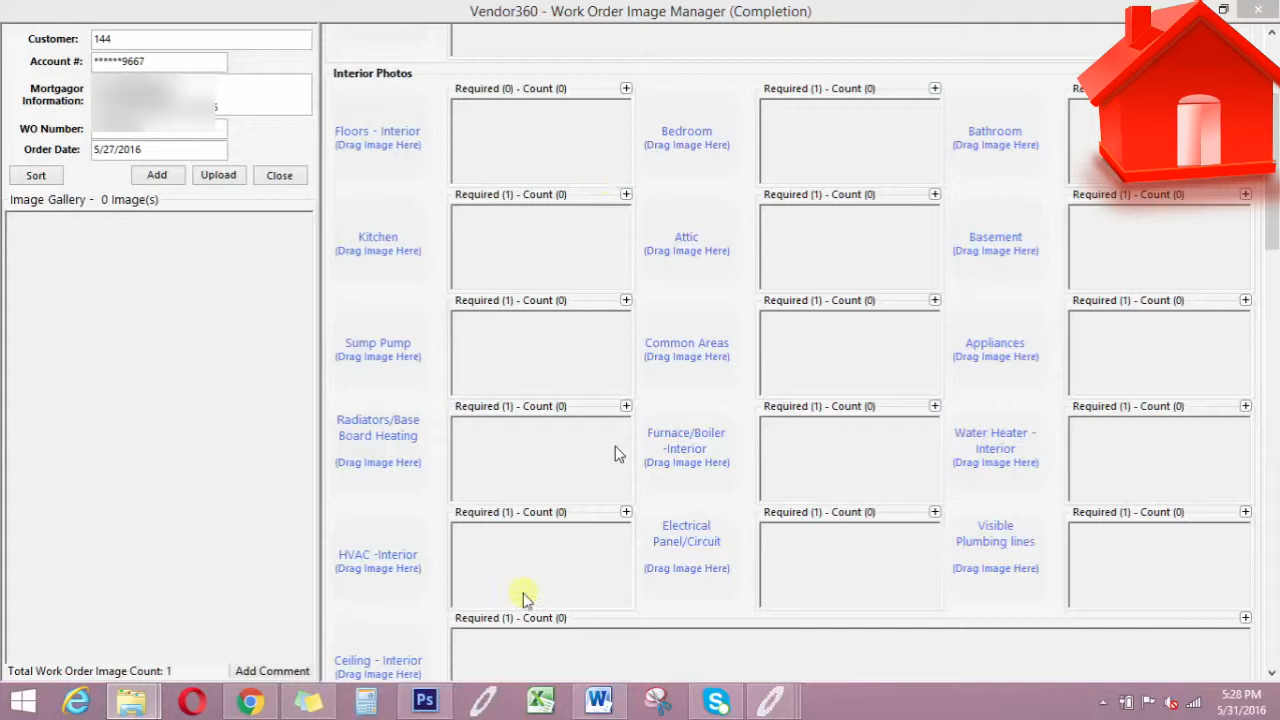 Vendor360 - Work Order Image Manager (Completion)
Customer: 144
Account #: ******9667
Mortgagor
Information:
WO Number:
Order Date: 5/27/2016
Sort Add Upload Close
Image Gallery - 0 Image(s)
Interior Photos
Required (0) - Count (0) Required (1) - Count (0)
Floors - Interior Bedroom Bathroom
(Drag Image Here) (Drag Image Here) (Drag Image Here)
Required (1) - Count (0) Required (1) - Count (0) Required (1) - Count (0)
Kitchen Attic Basement
(Drag Image Here) (Drag Image Here) (Drag Image Here)
Required (1) - Count (0) Required (1) - Count (0) Required (1) - Count (0)
Sump Pump Common Areas Appliances
(Drag Image Here) (Drag Image Here) (Drag Image Here)
Required (1) - Count (0) Required (1) - Count (0) Required (1) - Count (0)
Radiators/Base
Board Heating
(Drag Image Here)
Furnace/Boiler
-Interior
(Drag Image Here)
Water Heater -
Interior
(Drag Image Here)
Required (1) - Count (0) Required (1) - Count (0) Required (1) - Count (0)
HVAC -Interior
(Drag Image Here)
Electrical
Panel/Circuit
(Drag Image Here)
Visible
Plumbing lines
(Drag Image Here)
Required (1) - Count (0)
Ceiling - Interior
(Drag Image Here)
Total Work Order Image Count: 1 Add Comment
5:28 PM
5/31/2016